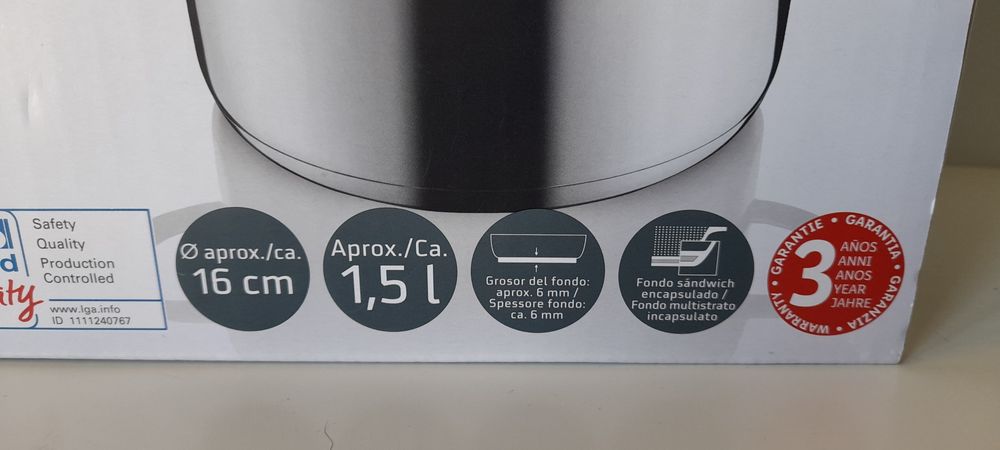 d
ity
Safety
Quality
Production
Controlled
www.lga.info
ID 1111240767
Ø aprox./ca.
16 cm
Aprox./Ca.
1,5 l
Grosor del fondo:
aprox. 6 mm /
Spessore fondo:
ca. 6 mm
Fondo sándwich
encapsulado /
Fondo multistrato
incapsulato
GARANTIE • GARANTIA • GARANZIA • WARRANTY •
3
AÑOS
ANNI
ANOS
YEAR
JAHRE